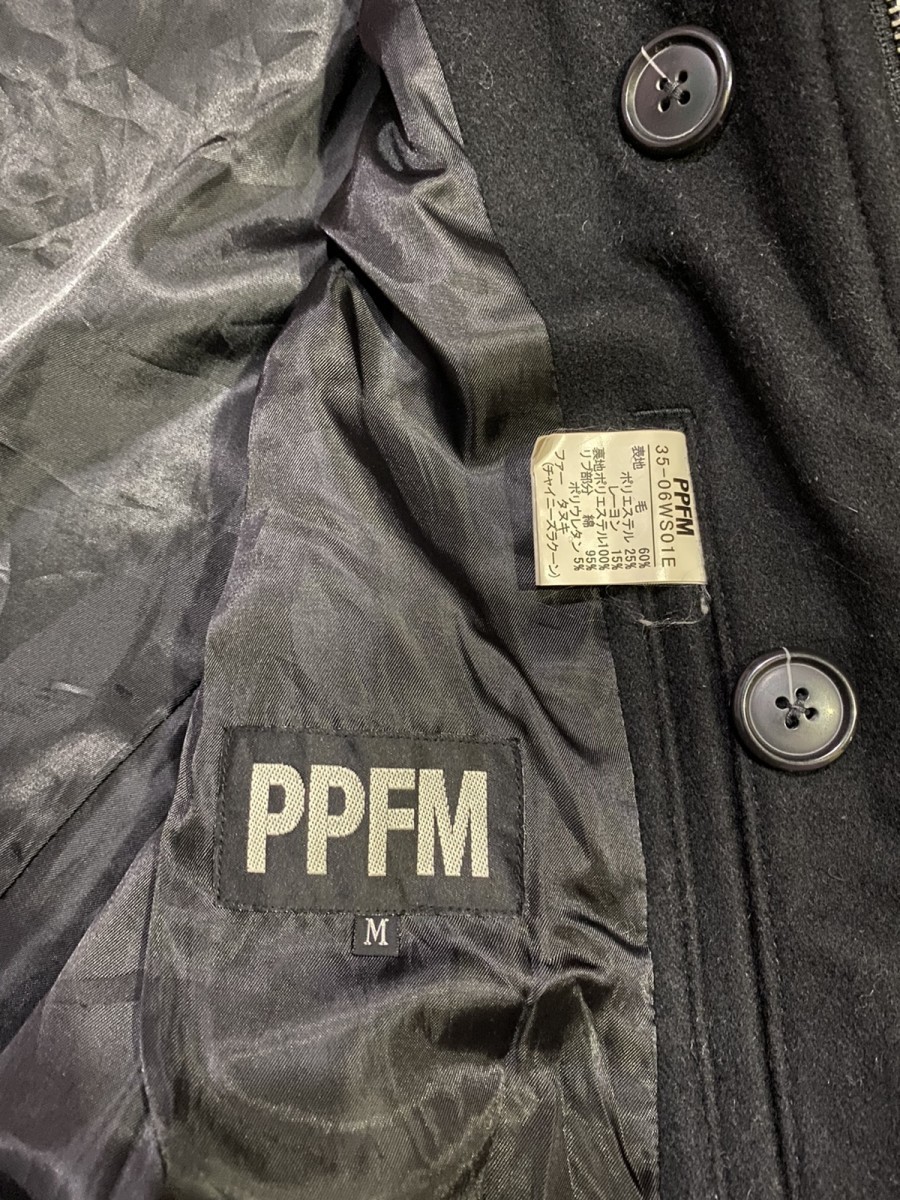 PPFM
35-06WS01E
表地 毛 60%
ポリエステル 25%
レーヨン 15%
裏地ポリエステル100%
リブ部分 綿 95%
ポリウレタン 5%
ファー タヌキ
(チャイニーズラクーン)
PPFM
M